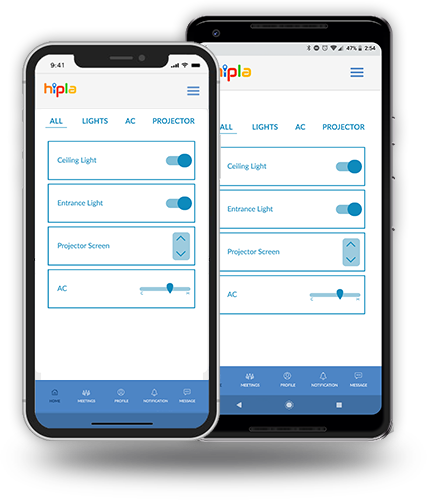 9:41
hipla
ALL LIGHTS AC PROJECTOR
Ceiling Light
Entrance Light
Projector Screen
AC
HOME MEETINGS PROFILE NOTIFICATION MESSAGE
47% 2:54
hipla
ALL LIGHTS AC PROJECTOR
Ceiling Light
Entrance Light
Projector Screen
AC
MEETINGS PROFILE NOTIFICATION MESSAGE